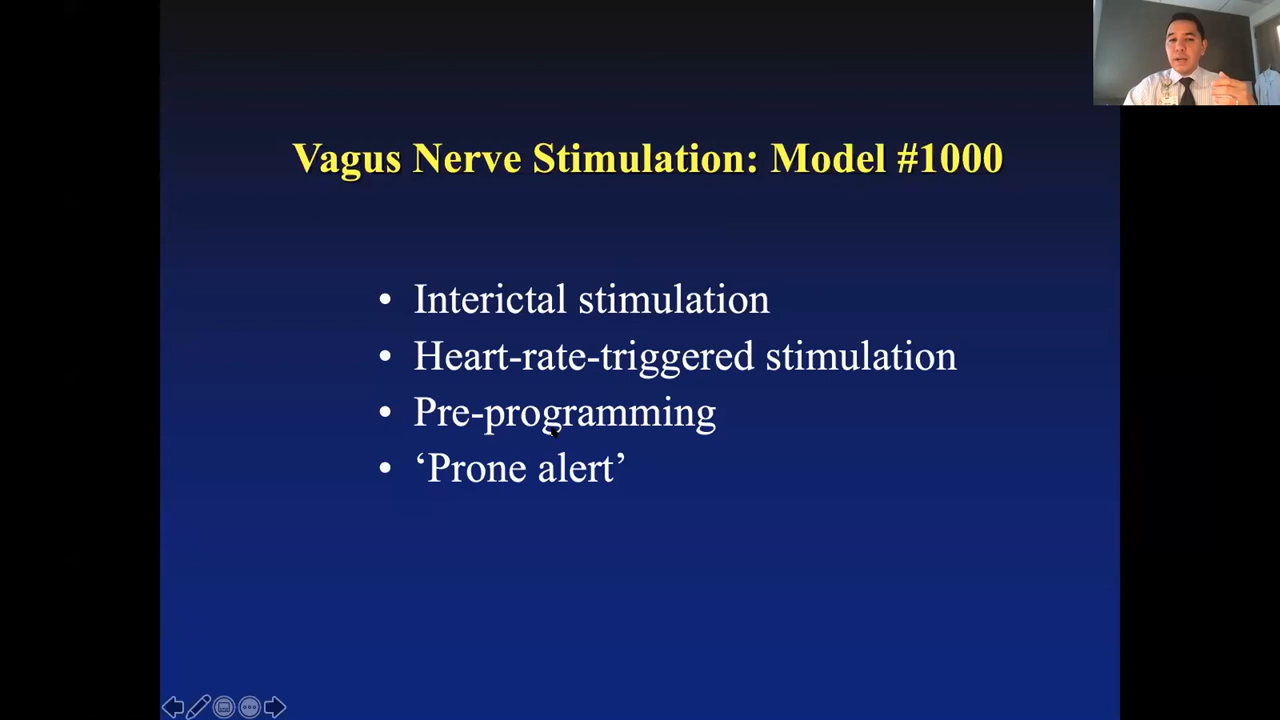 Vagus Nerve Stimulation: Model #1000
• Interictal stimulation
• Heart-rate-triggered stimulation
• Pre-programming
• ‘Prone alert’